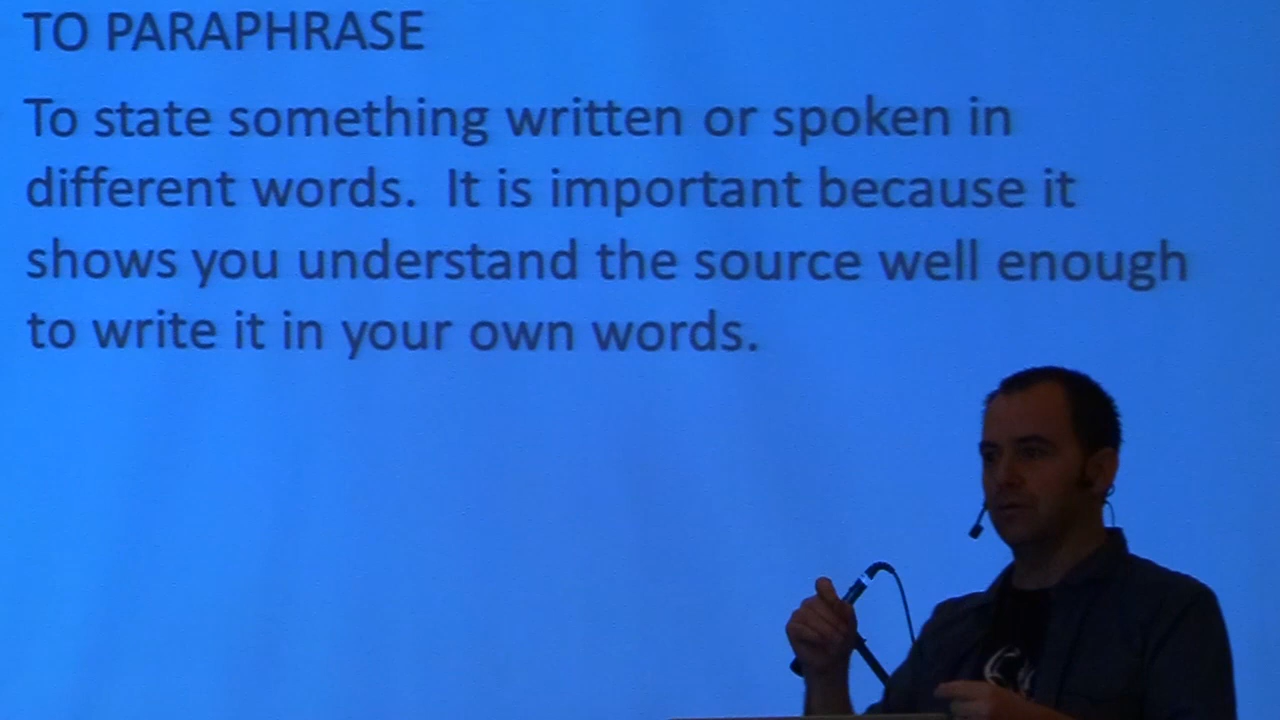 TO PARAPHRASE
To state something written or spoken in
different words.  It is important because it
shows you understand the source well enough
to write it in your own words.